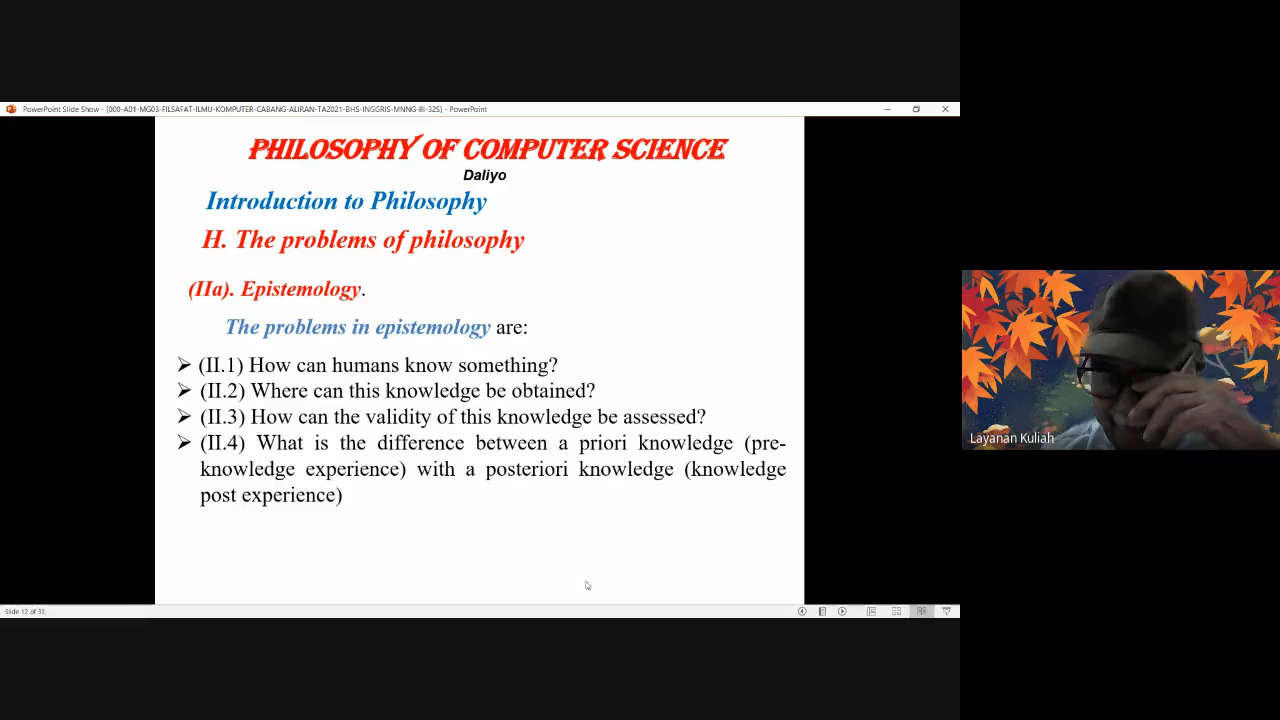 PowerPoint Slide Show - [000-A01-MG03-FILSAFAT-ILMU-KOMPUTER-CABANG-ALIRAN-TA2021-BHS-INGGRIS-MNNG-III-32S] - PowerPoint
PHILOSOPHY OF COMPUTER SCIENCE
Daliyo
Introduction to Philosophy
H. The problems of philosophy
(IIa). Epistemology.
The problems in epistemology are:
➢ (II.1) How can humans know something?
➢ (II.2) Where can this knowledge be obtained?
➢ (II.3) How can the validity of this knowledge be assessed?
➢ (II.4) What is the difference between a priori knowledge (pre-
knowledge experience) with a posteriori knowledge (knowledge
post experience)
Layanan Kuliah
Slide 12 of 33